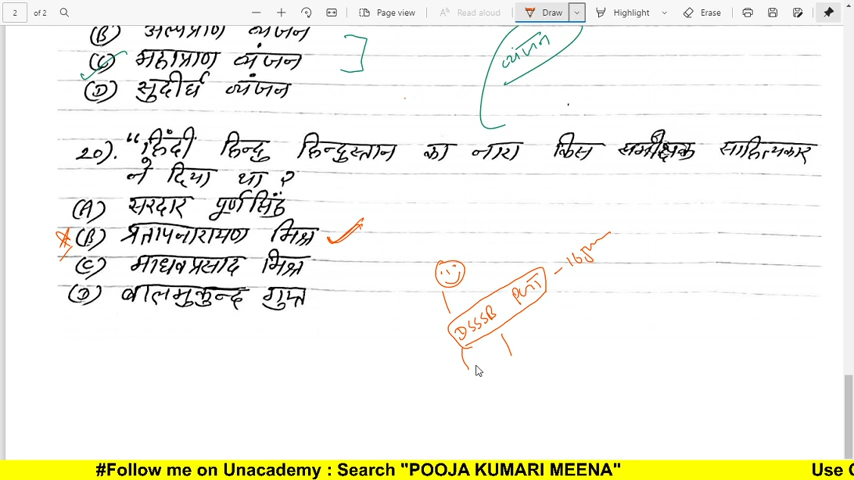 2 of 2
Page view
Read aloud
Draw
Highlight
Erase
(B) अल्पप्राण व्यंजन
(C) महाप्राण व्यंजन
(D) सुदीर्घ व्यंजन
व्यंजन
20). "हिंदी हिन्दु हिन्दुस्तान का नारा किस समीक्षक साहित्यकार
ने दिया था ?
(A) सरदार पूर्णसिंह
(B) प्रतापनारायण मिश्र
(C) माधवप्रसाद मिश्र
(D) बालमुकुन्द गुप्त
DSSSB
#Follow me on Unacademy : Search "POOJA KUMARI MEENA"
Use C